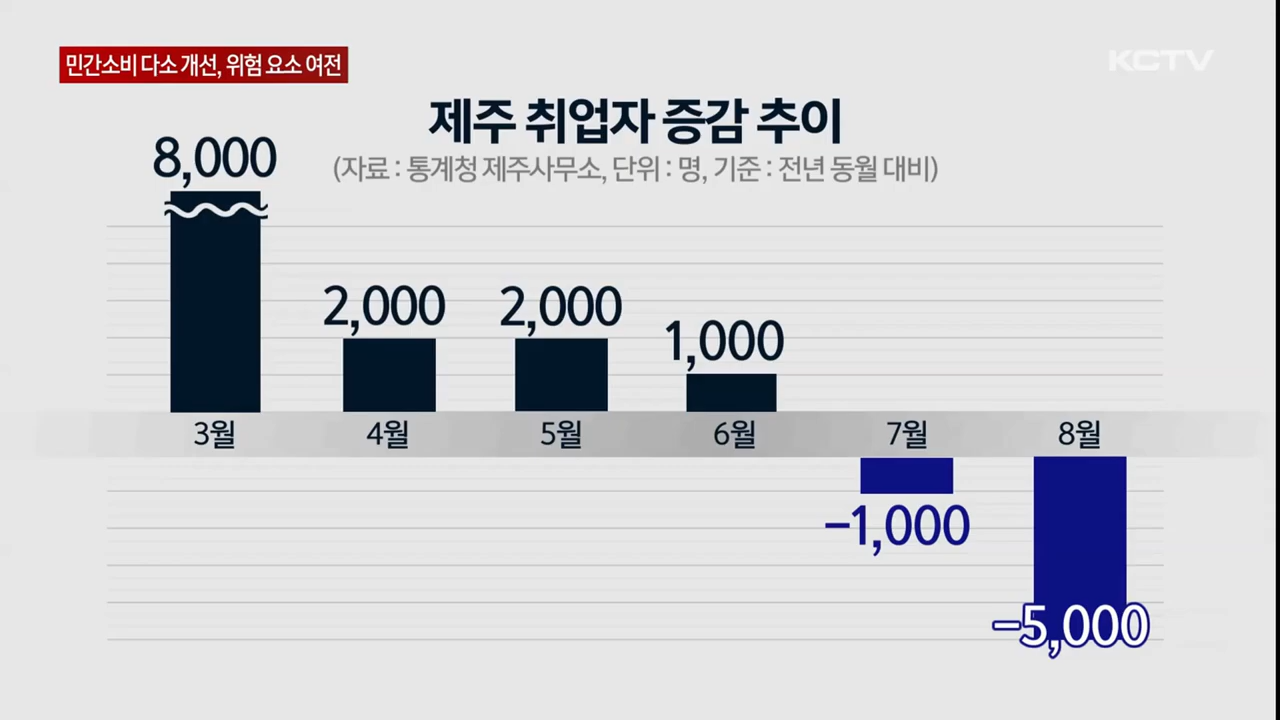 민간소비 다소 개선, 위험 요소 여전
KCTV
제주 취업자 증감 추이
(자료 : 통계청 제주사무소, 단위 : 명, 기준 : 전년 동월 대비)
8,000
2,000
2,000
1,000
3월
4월
5월
6월
7월
8월
-1,000
-5,000